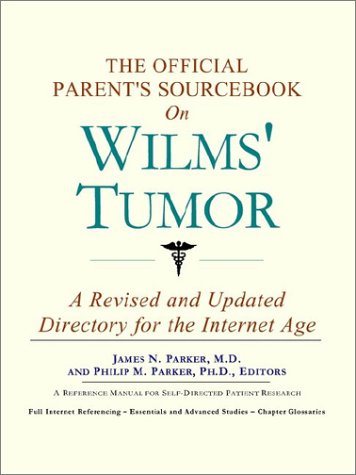 THE OFFICIAL
PARENT'S SOURCEBOOK
On
WILMS'
TUMOR
A Revised and Updated
Directory for the Internet Age
JAMES N. PARKER, M.D.
AND PHILIP M. PARKER, PH.D., EDITORS
A REFERENCE MANUAL FOR SELF-DIRECTED PATIENT RESEARCH
Full Internet Referencing – Essentials and Advanced Studies – Chapter Glossaries